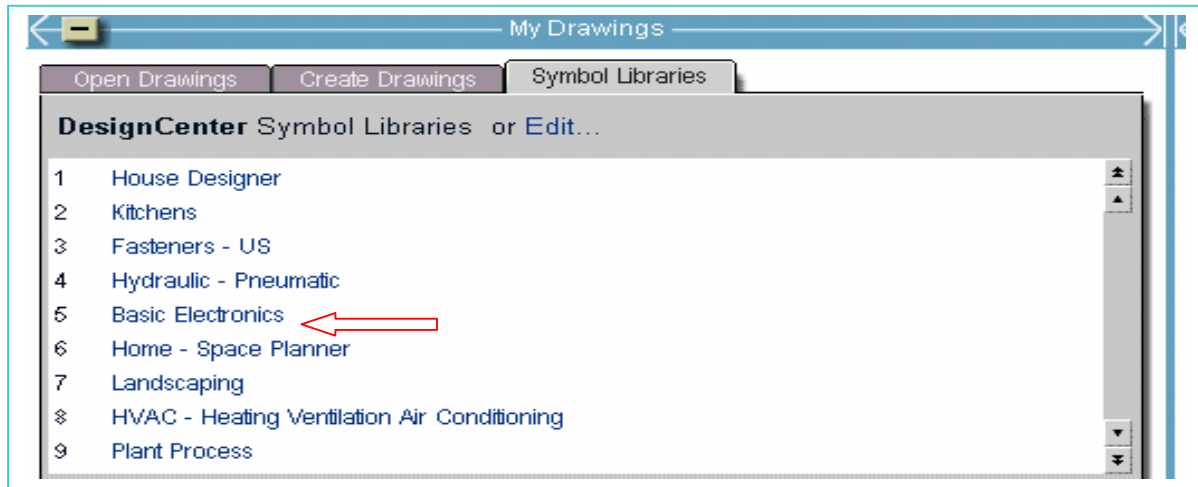 My Drawings
Open Drawings Create Drawings Symbol Libraries
DesignCenter Symbol Libraries or Edit...
1 House Designer
2 Kitchens
3 Fasteners - US
4 Hydraulic - Pneumatic
5 Basic Electronics
6 Home - Space Planner
7 Landscaping
8 HVAC - Heating Ventilation Air Conditioning
9 Plant Process